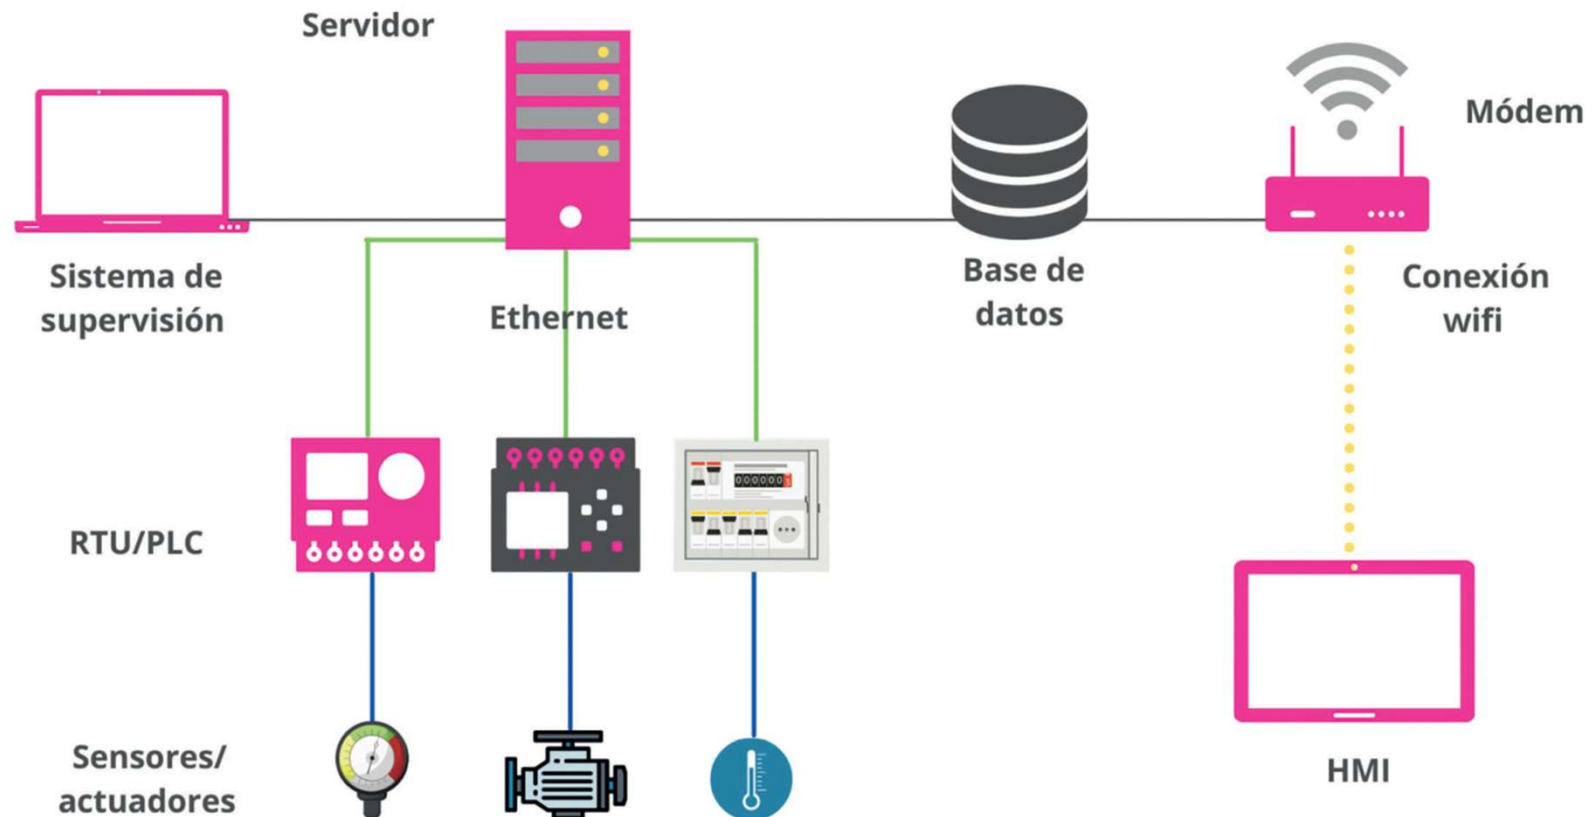 Servidor
Módem
Sistema de
supervisión
Ethernet
Base de
datos
Conexión
wifi
RTU/PLC
Sensores/
actuadores
HMI